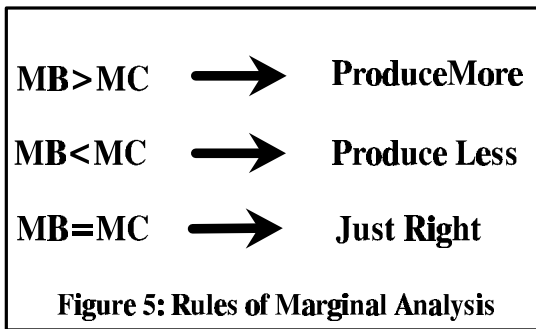 MB>MC → ProduceMore
MB<MC → Produce Less
MB=MC → Just Right
Figure 5: Rules of Marginal Analysis